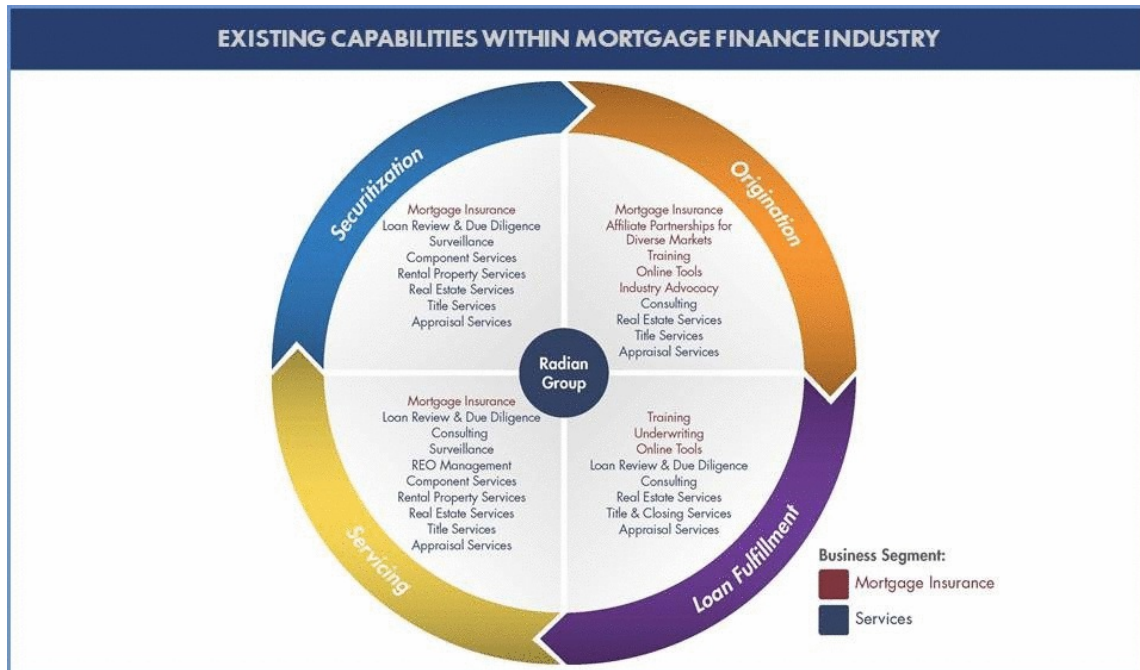 EXISTING CAPABILITIES WITHIN MORTGAGE FINANCE INDUSTRY
Securitization
Mortgage Insurance
Loan Review & Due Diligence
Surveillance
Component Services
Rental Property Services
Real Estate Services
Title Services
Appraisal Services
Origination
Mortgage Insurance
Affiliate Partnerships for
Diverse Markets
Training
Online Tools
Industry Advocacy
Consulting
Real Estate Services
Title Services
Appraisal Services
Radian
Group
Servicing
Mortgage Insurance
Loan Review & Due Diligence
Consulting
Surveillance
REO Management
Component Services
Rental Property Services
Real Estate Services
Title Services
Appraisal Services
Loan Fulfillment
Training
Underwriting
Online Tools
Loan Review & Due Diligence
Consulting
Real Estate Services
Title & Closing Services
Appraisal Services
Business Segment:
Mortgage Insurance
Services